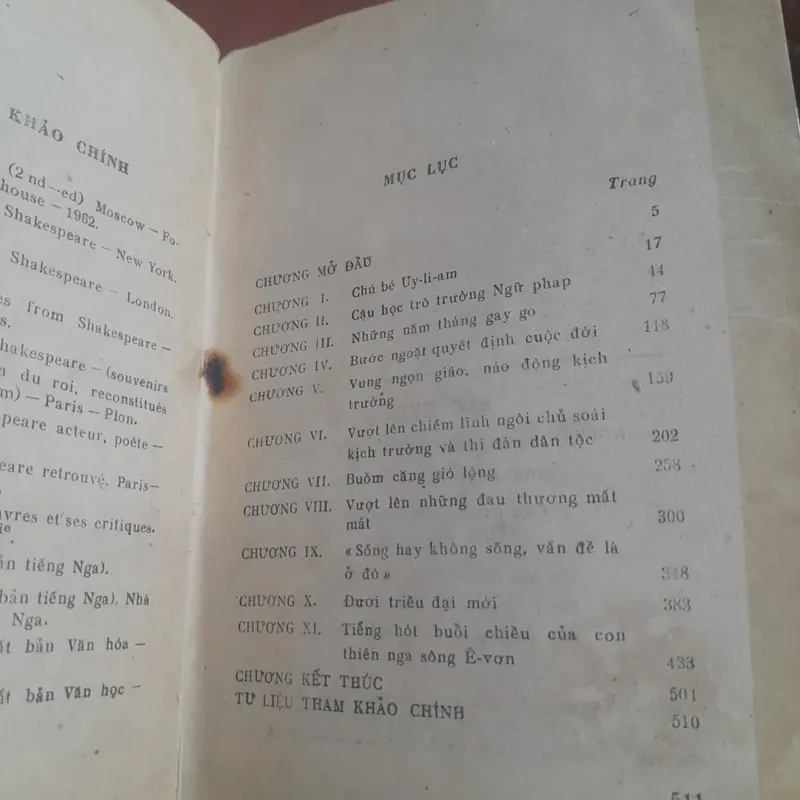 KHẢO CHÍNH
(2 nd—ed) Moscow — Fo-
house — 1962.
Shakespeare — New York.
Shakespeare — London.
es from Shakespeare —
s.
hakespeare — (souvenirs
n du roi, reconstitués
m) — Paris — Plon.
peare acteur, poète —
eare retrouvé. Paris—
vres et ses critiques.
ie
ản tiếng Nga).
bản tiếng Nga). Nhà
Nga.
ất bản Văn hóa —
ất bản Văn học —
MỤC LỤC
Trang
CHƯƠNG MỞ ĐẦU 5
CHƯƠNG I. Chú bé Uy-li-am 17
CHƯƠNG II. Cậu học trò trường Ngữ pháp 44
CHƯƠNG III. Những năm tháng gay go 77
CHƯƠNG IV. Bước ngoặt quyết định cuộc đời 118
CHƯƠNG V. Vung ngọn giáo, náo động kịch
trường 159
CHƯƠNG VI. Vượt lên chiếm lĩnh ngôi chủ soái
kịch trường và thi đàn dân tộc 202
CHƯƠNG VII. Buồm căng gió lộng 258
CHƯƠNG VIII. Vượt lên những đau thương mất
mát 300
CHƯƠNG IX. «Sống hay không sống, vấn đề là
ở đó» 348
CHƯƠNG X. Dưới triều đại mới 383
CHƯƠNG XI. Tiếng hót buổi chiều của con
thiên nga sông Ê-vơn 433
CHƯƠNG KẾT THÚC 501
TƯ LIỆU THAM KHẢO CHÍNH 510
511